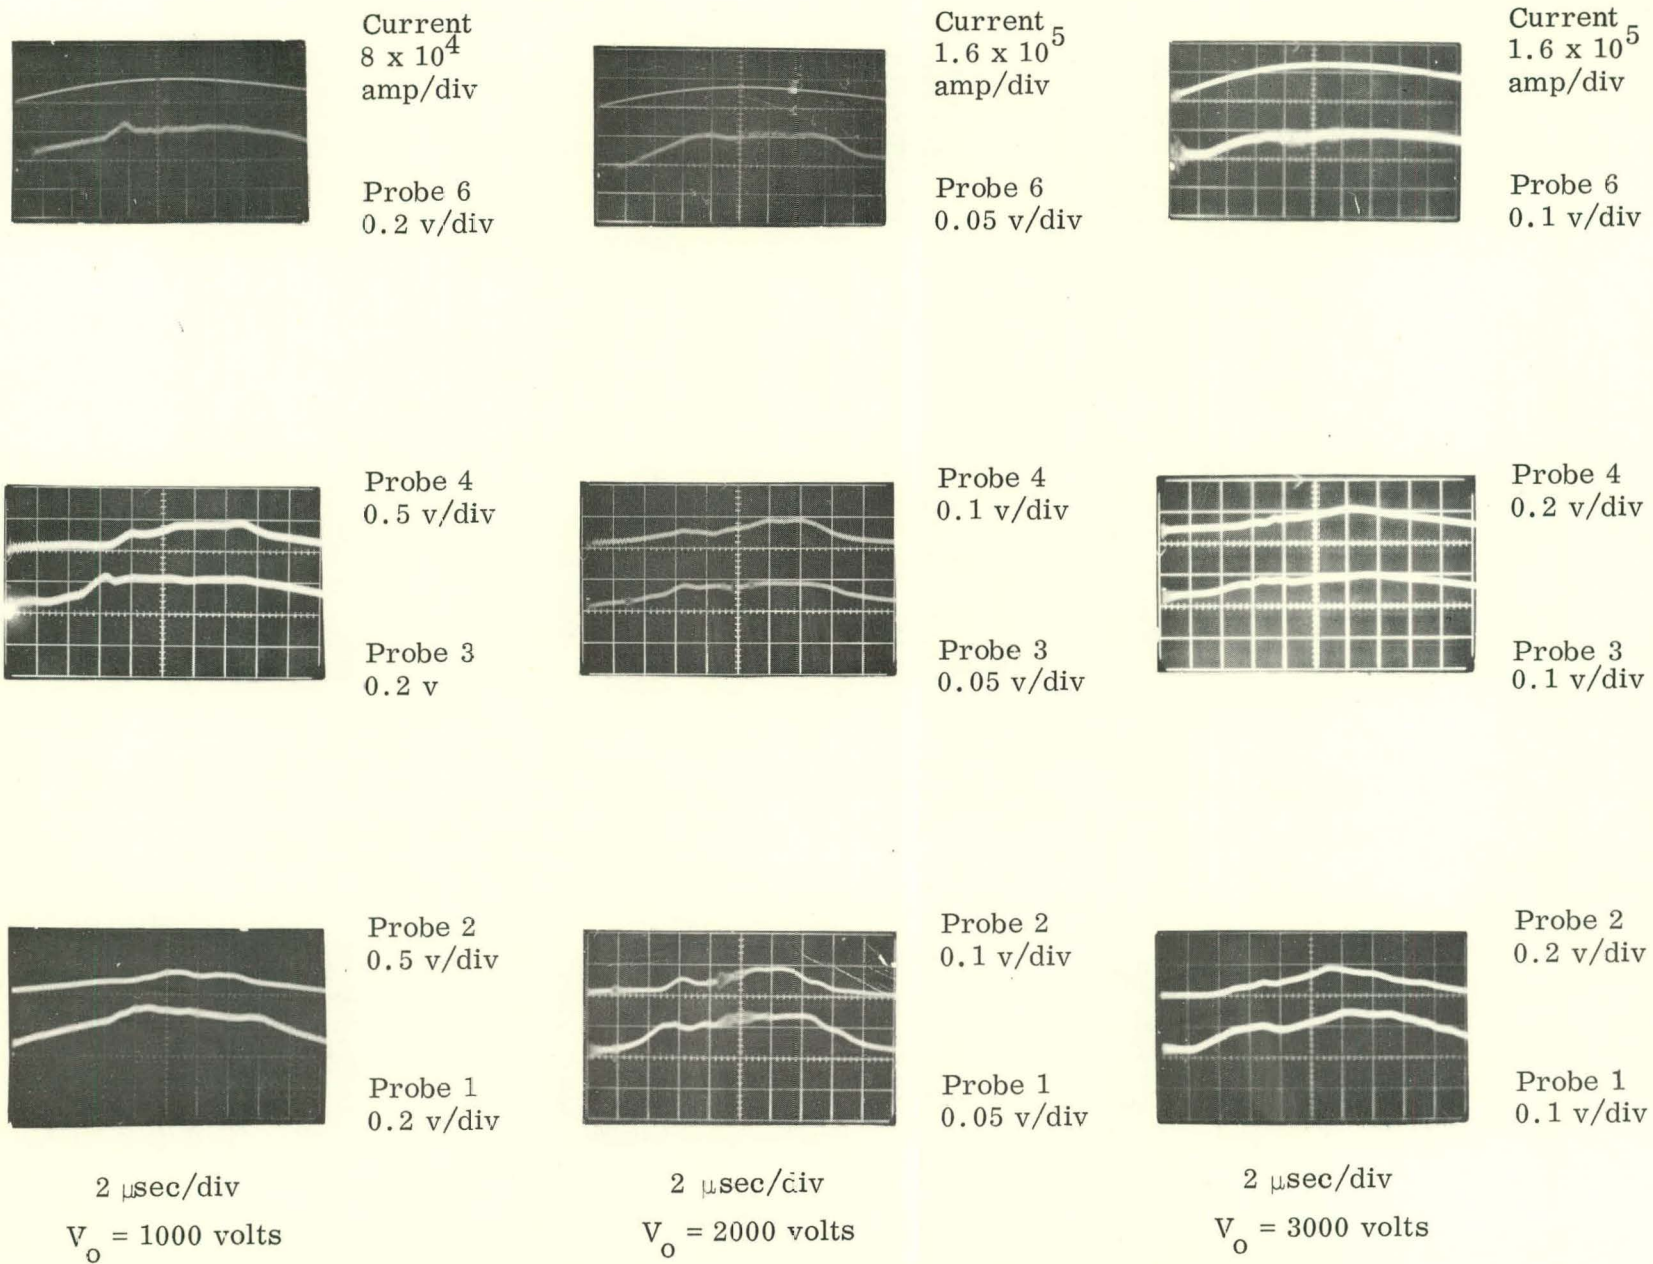 Current
8 x 10^4
amp/div
Probe 6
0.2 v/div
Current
1.6 x 10^5
amp/div
Probe 6
0.05 v/div
Current
1.6 x 10^5
amp/div
Probe 6
0.1 v/div
Probe 4
0.5 v/div
Probe 3
0.2 v
Probe 4
0.1 v/div
Probe 3
0.05 v/div
Probe 4
0.2 v/div
Probe 3
0.1 v/div
Probe 2
0.5 v/div
Probe 1
0.2 v/div
Probe 2
0.1 v/div
Probe 1
0.05 v/div
Probe 2
0.2 v/div
Probe 1
0.1 v/div
2 μsec/div
V_o = 1000 volts
2 μsec/div
V_o = 2000 volts
2 μsec/div
V_o = 3000 volts